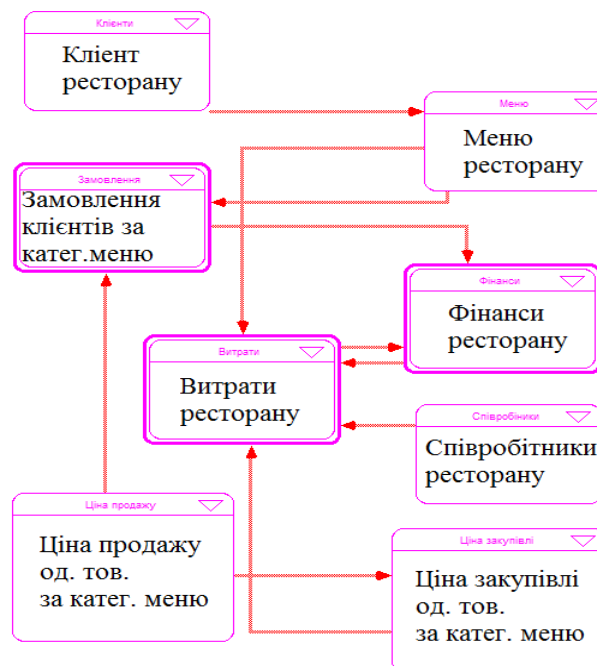 Клієнти
Клієнт
ресторану
Меню
Меню
ресторану
Замовлення
Замовлення
клієнтів за
катег.меню
Фінанси
Фінанси
ресторану
Витрати
Витрати
ресторану
Співробіники
Співробітники
ресторану
Ціна продажу
Ціна продажу
од. тов.
за катег. меню
Ціна закупівлі
Ціна закупівлі
од. тов.
за катег. меню